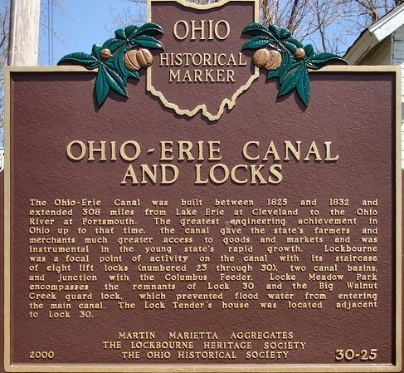 OHIO
HISTORICAL
MARKER
OHIO-ERIE CANAL
AND LOCKS
The Ohio-Erie Canal was built between 1825 and 1832 and
extended 308 miles from Lake Erie at Cleveland to the Ohio
River at Portsmouth. The greatest engineering achievement in
Ohio up to that time, the canal gave the state's farmers and
merchants much greater access to goods and markets and was
instrumental in the young state's rapid growth. Lockbourne
was a focal point of activity on the canal with its staircase
of eight lift locks (numbered 23 through 30), two canal basins,
and junction with the Columbus Feeder. Locke Meadow Park
encompasses the remnants of Lock 30 and the Big Walnut
Creek guard lock, which prevented flood water from entering
the main canal. The Lock Tender's house was located adjacent
to Lock 30.
MARTIN MARIETTA AGGREGATES
THE LOCKBOURNE HERITAGE SOCIETY
2000 THE OHIO HISTORICAL SOCIETY 30-25